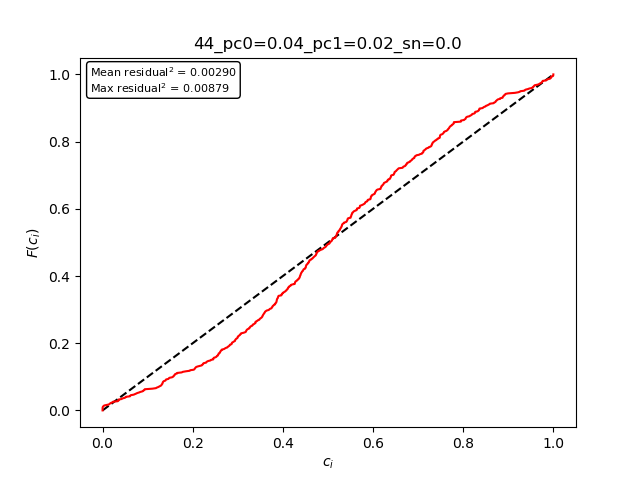 44_pc0=0.04_pc1=0.02_sn=0.0
Mean residual² = 0.00290
Max residual² = 0.00879
1.0
0.8
0.6
0.4
0.2
0.0
F(cᵢ)
0.0 0.2 0.4 0.6 0.8 1.0
cᵢ